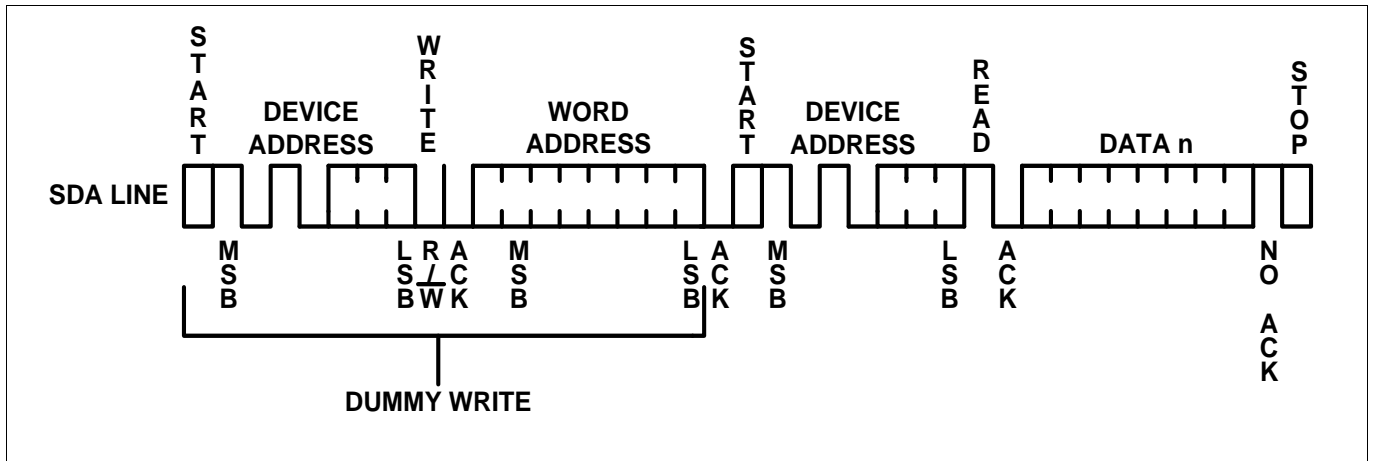 START
DEVICE
ADDRESS
WRITE
WORD
ADDRESS
START
DEVICE
ADDRESS
READ
DATA n
STOP
SDA LINE
MSB
LSB
R/W
ACK
MSB
LSB
ACK
MSB
LSB
ACK
NO ACK
DUMMY WRITE